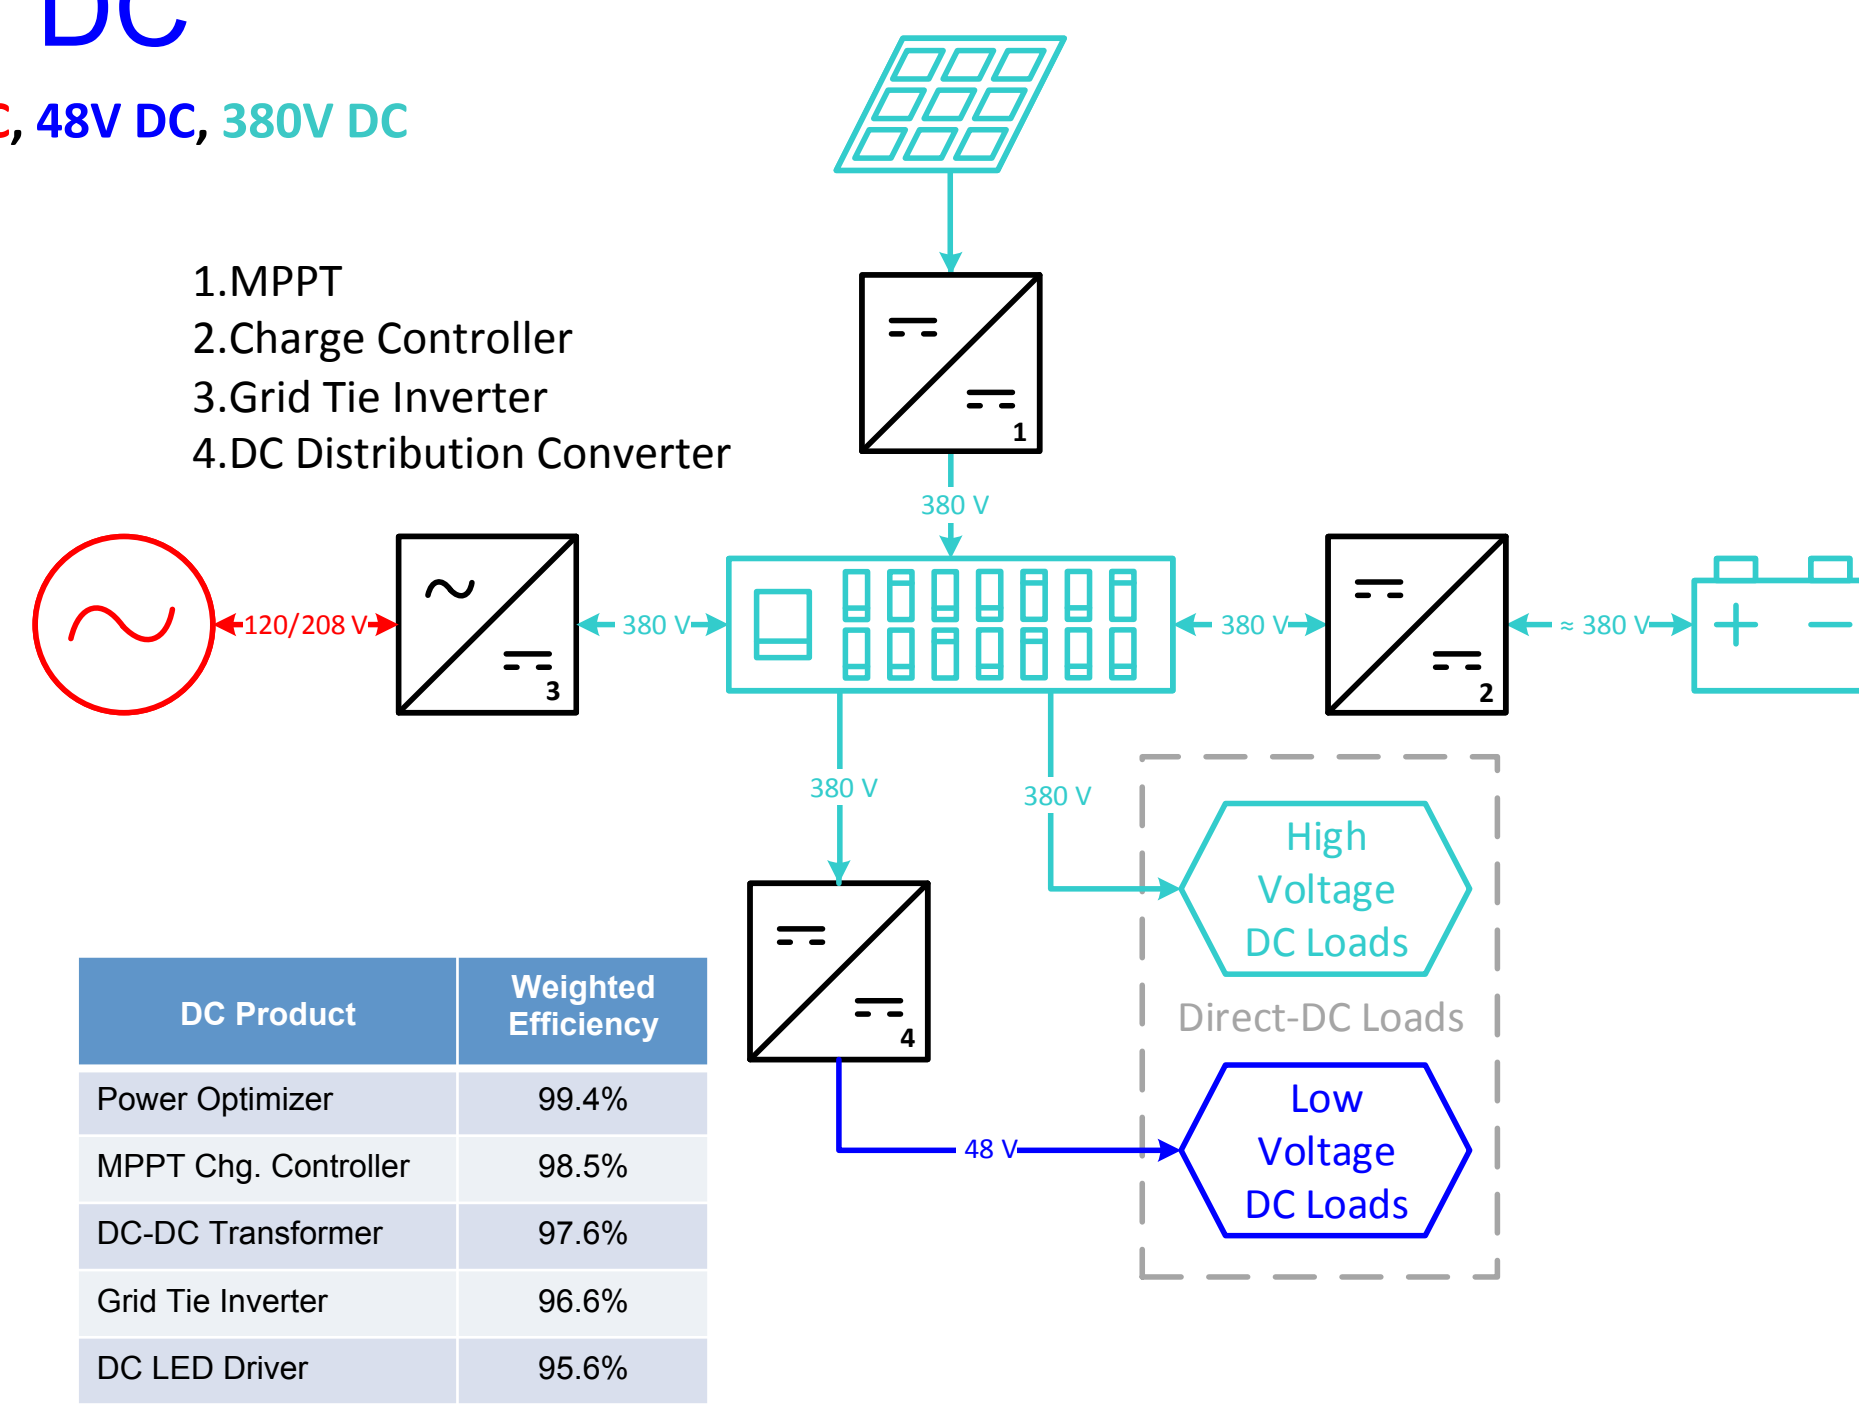 DC
C, 48V DC, 380V DC
1.MPPT
2.Charge Controller
3.Grid Tie Inverter
4.DC Distribution Converter
1
380 V
120/208 V
3
380 V
380 V
2
≈ 380 V
380 V
380 V
High
Voltage
DC Loads
4
Direct-DC Loads
48 V
Low
Voltage
DC Loads
DC Product Weighted Efficiency
Power Optimizer 99.4%
MPPT Chg. Controller 98.5%
DC-DC Transformer 97.6%
Grid Tie Inverter 96.6%
DC LED Driver 95.6%